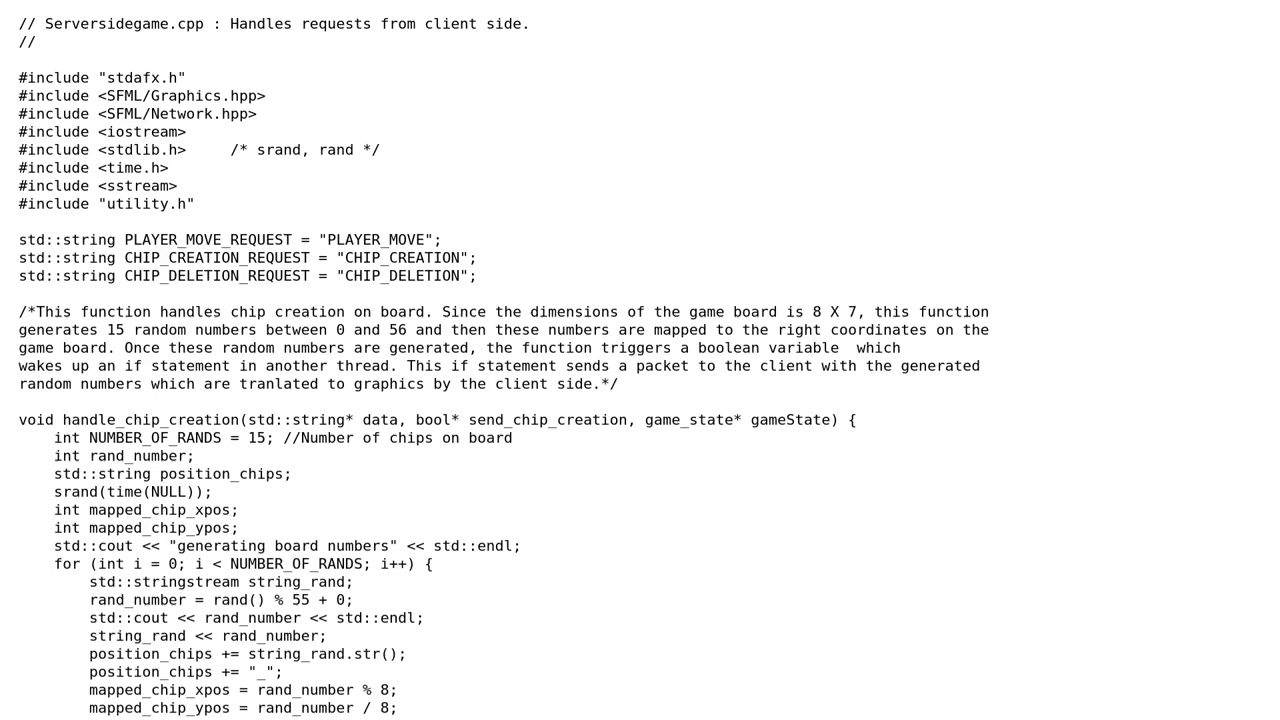 // Serversidegame.cpp : Handles requests from client side.
//
#include "stdafx.h"
#include <SFML/Graphics.hpp>
#include <SFML/Network.hpp>
#include <iostream>
#include <stdlib.h>     /* srand, rand */
#include <time.h>
#include <sstream>
#include "utility.h"

std::string PLAYER_MOVE_REQUEST = "PLAYER_MOVE";
std::string CHIP_CREATION_REQUEST = "CHIP_CREATION";
std::string CHIP_DELETION_REQUEST = "CHIP_DELETION";

/*This function handles chip creation on board. Since the dimensions of the game board is 8 X 7, this function
generates 15 random numbers between 0 and 56 and then these numbers are mapped to the right coordinates on the
game board. Once these random numbers are generated, the function triggers a boolean variable  which
wakes up an if statement in another thread. This if statement sends a packet to the client with the generated
random numbers which are tranlated to graphics by the client side.*/

void handle_chip_creation(std::string* data, bool* send_chip_creation, game_state* gameState) {
    int NUMBER_OF_RANDS = 15; //Number of chips on board
    int rand_number;
    std::string position_chips;
    srand(time(NULL));
    int mapped_chip_xpos;
    int mapped_chip_ypos;
    std::cout << "generating board numbers" << std::endl;
    for (int i = 0; i < NUMBER_OF_RANDS; i++) {
        std::stringstream string_rand;
        rand_number = rand() % 55 + 0;
        std::cout << rand_number << std::endl;
        string_rand << rand_number;
        position_chips += string_rand.str();
        position_chips += "_";
        mapped_chip_xpos = rand_number % 8;
        mapped_chip_ypos = rand_number / 8;